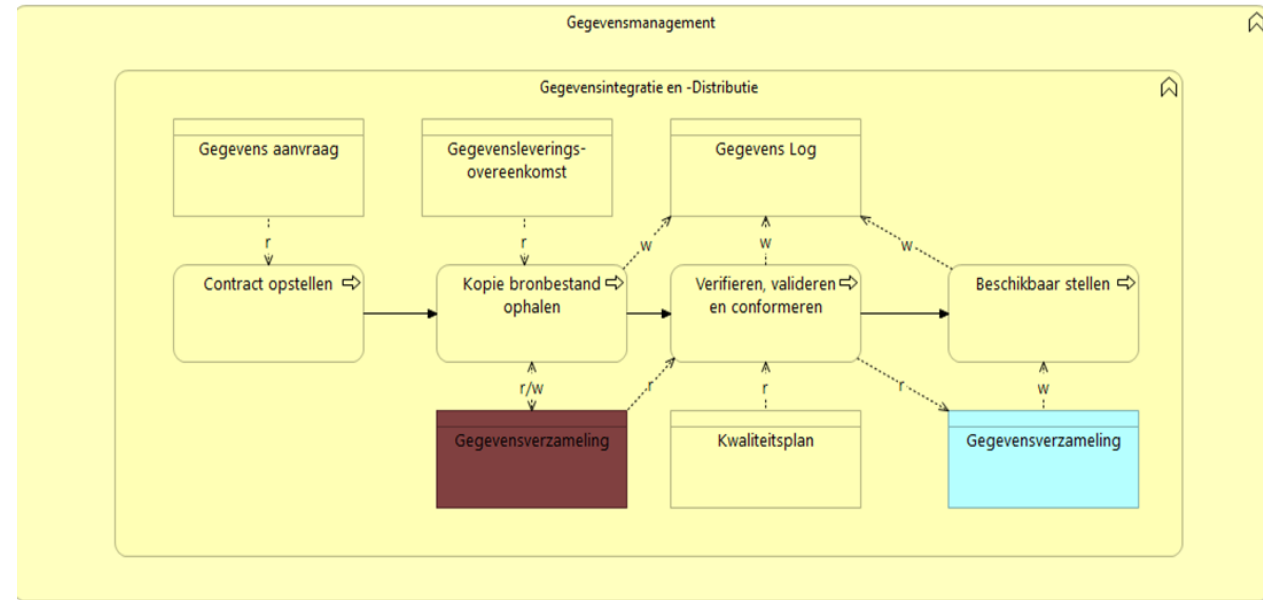 Gegevensmanagement
Gegevensintegratie en -Distributie
Gegevens aanvraag
Gegevensleverings-
overeenkomst
Gegevens Log
r
r
w
w
w
Contract opstellen
Kopie bronbestand
ophalen
Verifieren, valideren
en conformeren
Beschikbaar stellen
r/w
r
r
r
w
Gegevensverzameling
Kwaliteitsplan
Gegevensverzameling